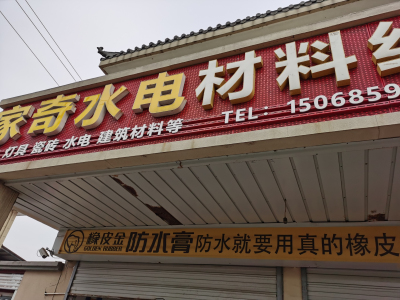 家奇水电材料
TEL: 1506859
灯具 瓷砖 水电 建筑材料等
橡皮金 防水膏 防水就要用真的橡皮
GOLDEN RUBBER